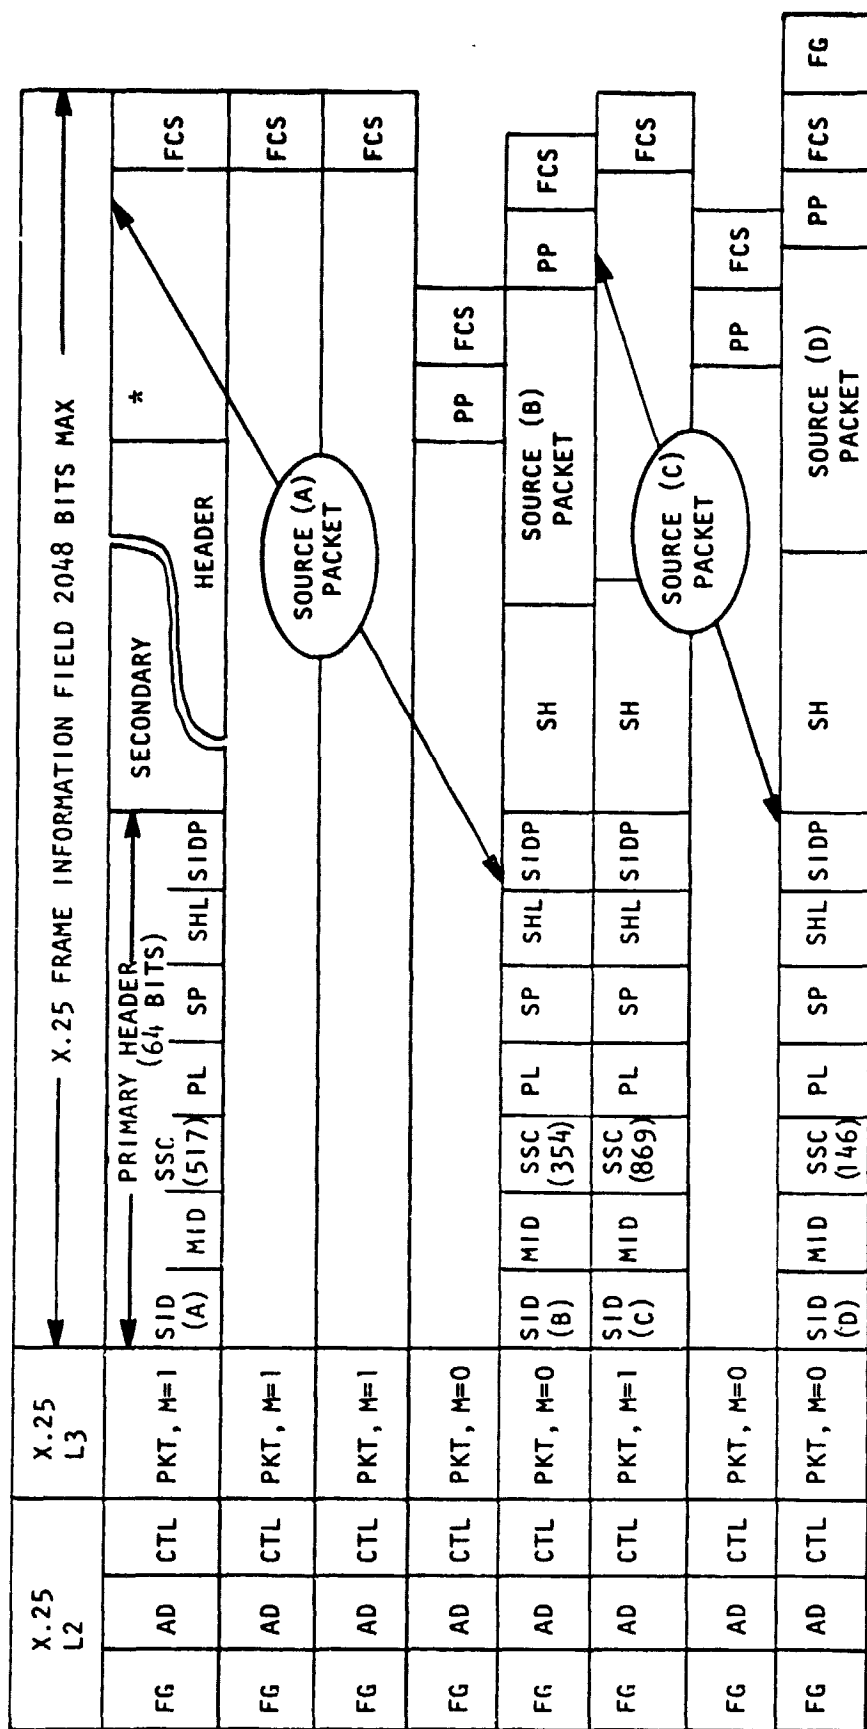 X.25
L2
X.25
L3
X.25 FRAME INFORMATION FIELD 2048 BITS MAX
PRIMARY HEADER
(64 BITS)
FG AD CTL PKT, M=1 SID
(A) MID SSC
(517) PL SP SHL SIDP SECONDARY
HEADER * FCS
FG AD CTL PKT, M=1 FCS
FG AD CTL PKT, M=1 FCS
SOURCE (A)
PACKET
FG AD CTL PKT, M=0 PP FCS
FG AD CTL PKT, M=0 SID
(B) MID SSC
(354) PL SP SHL SIDP SH SOURCE (B)
PACKET PP FCS
FG AD CTL PKT, M=1 SID
(C) MID SSC
(869) PL SP SHL SIDP SH FCS
SOURCE (C)
PACKET
FG AD CTL PKT, M=0 PP FCS
FG AD CTL PKT, M=0 SID
(D) MID SSC
(146) PL SP SHL SIDP SH SOURCE (D)
PACKET PP FCS FG